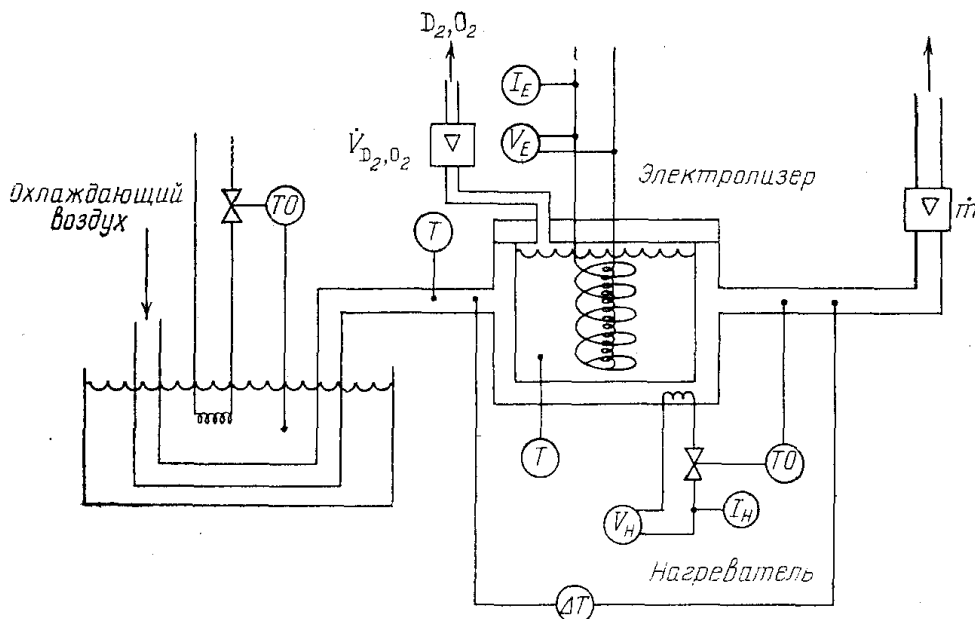 D₂,O₂
I_E
V̇_D₂,O₂
V_E
Электролизер
Охлаждающий
воздух
TO
T
ṁ
T
TO
V_H
I_H
Нагреватель
ΔT